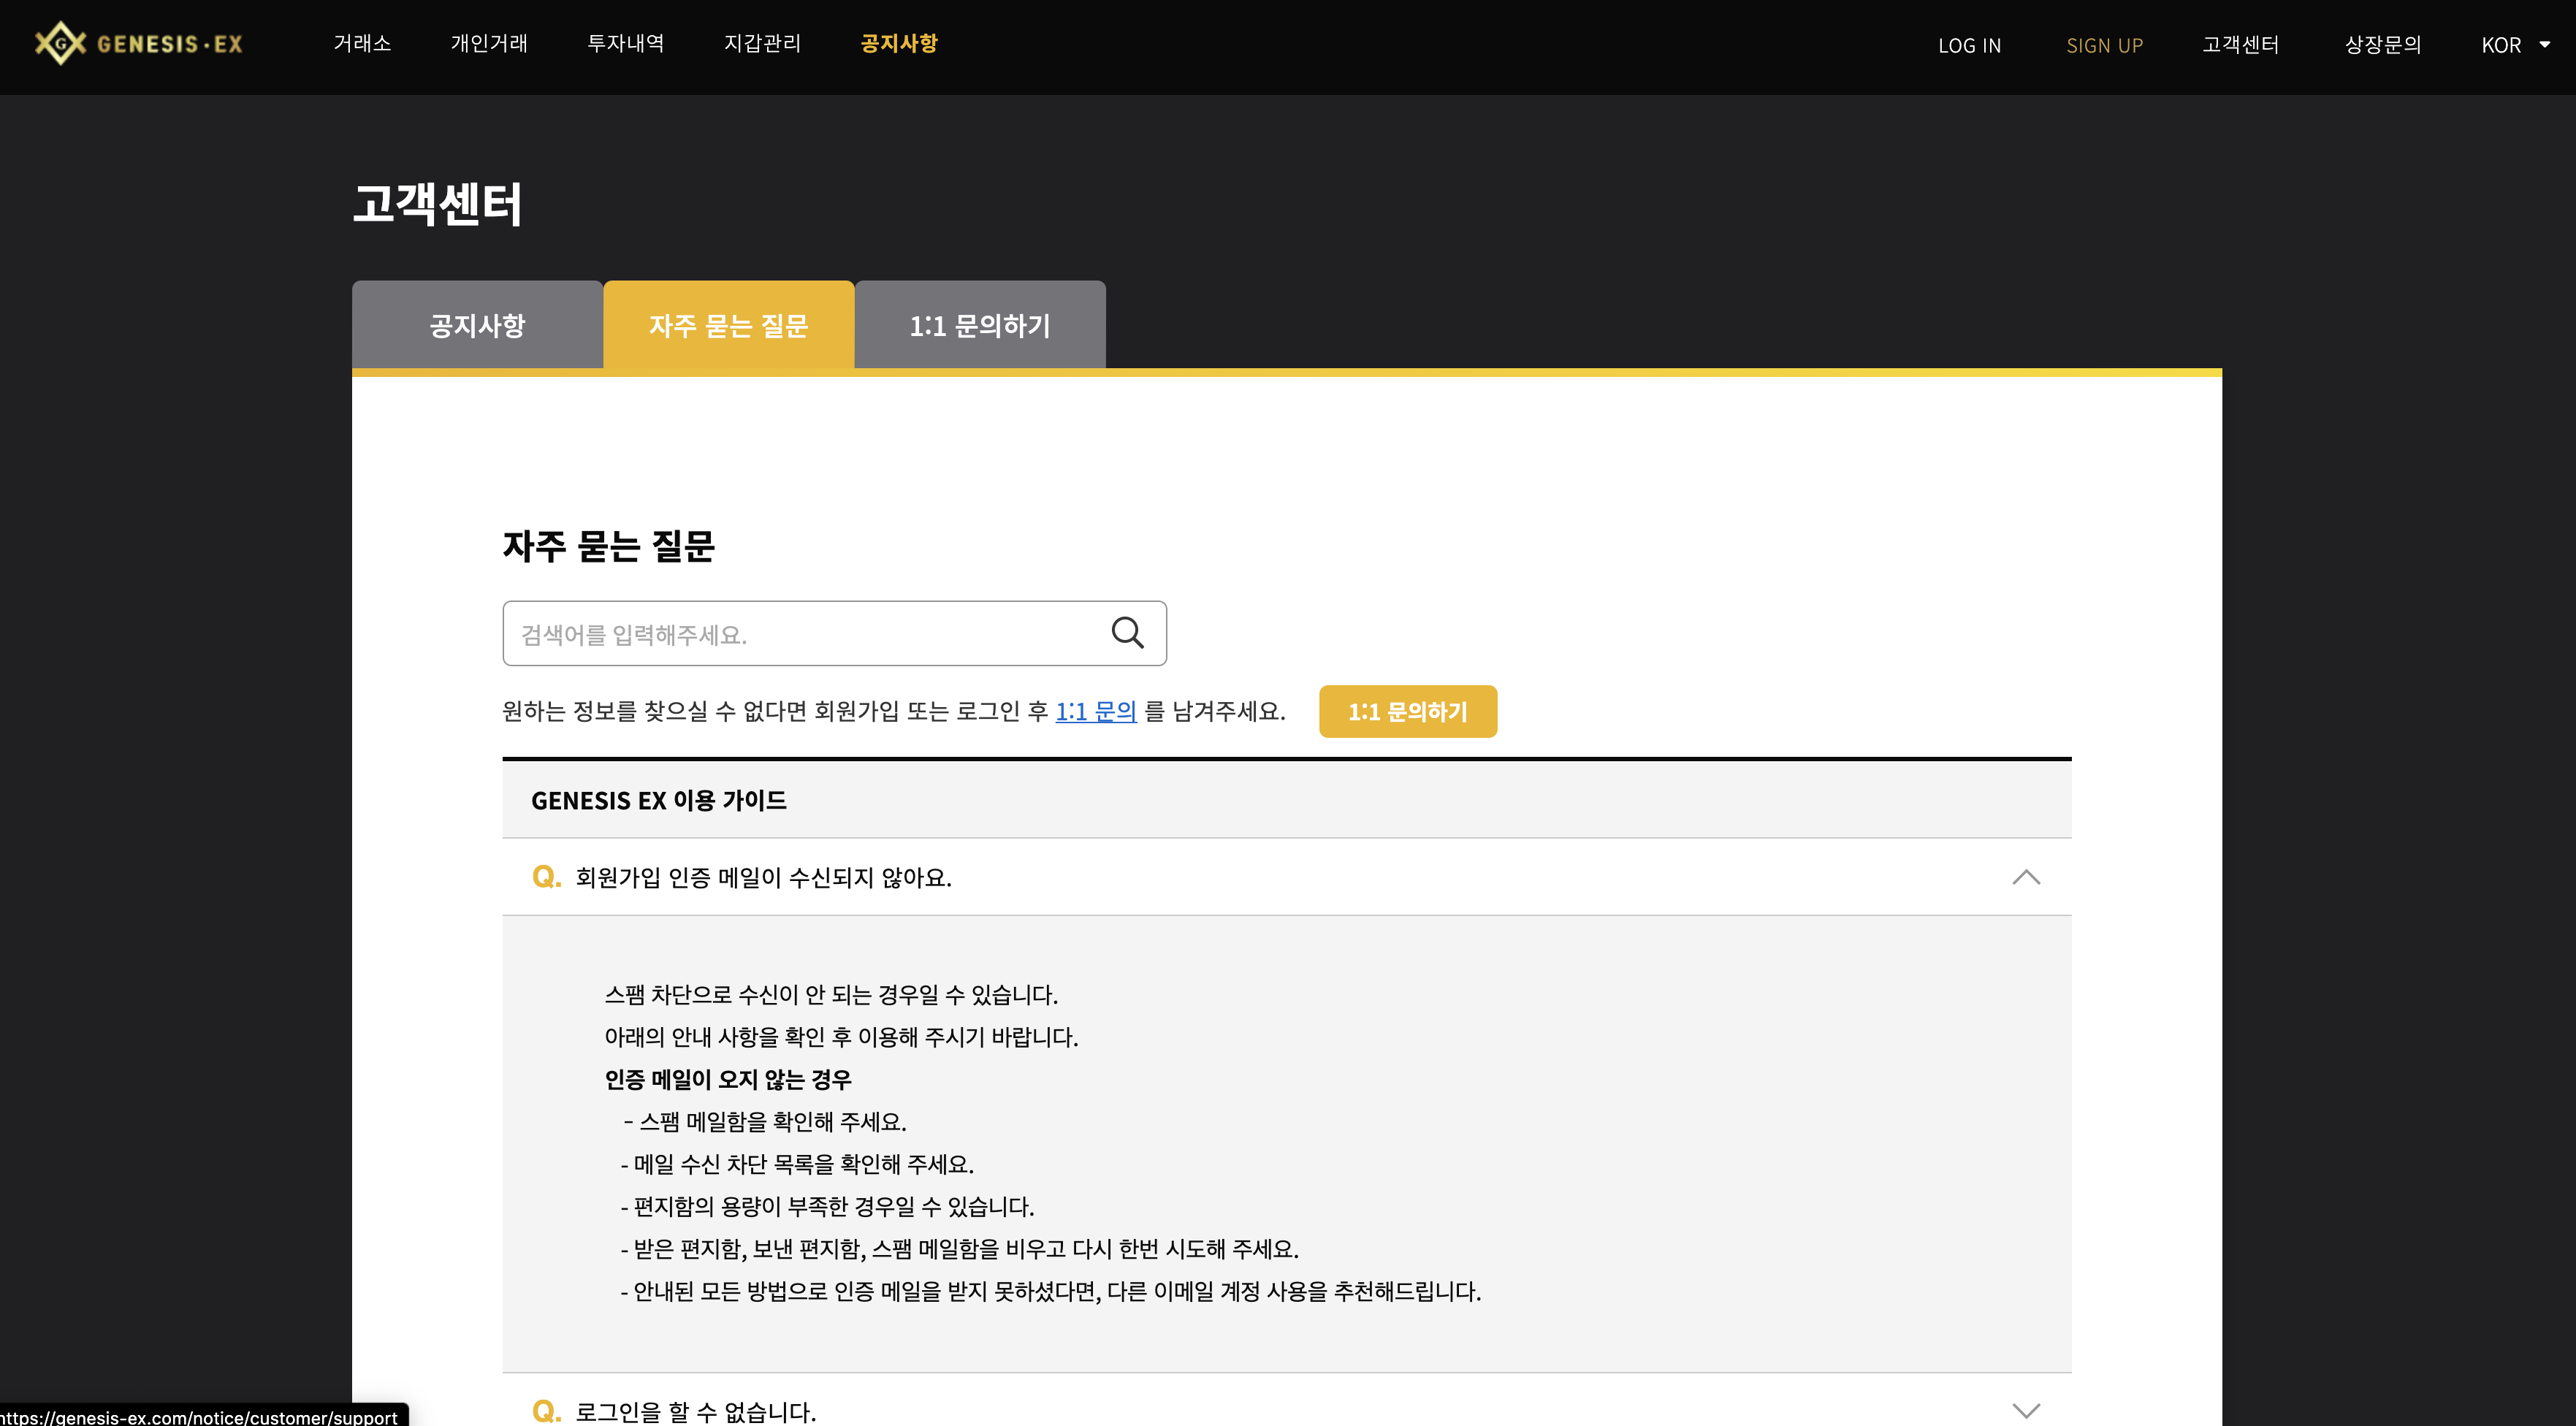 GENESIS·EX
거래소 개인거래 투자내역 지갑관리 공지사항 LOG IN SIGN UP 고객센터 상장문의 KOR
고객센터
공지사항 자주 묻는 질문 1:1 문의하기
자주 묻는 질문
검색어를 입력해주세요.
원하는 정보를 찾으실 수 없다면 회원가입 또는 로그인 후 1:1 문의 를 남겨주세요. 1:1 문의하기
GENESIS EX 이용 가이드
Q. 회원가입 인증 메일이 수신되지 않아요.
스팸 차단으로 수신이 안 되는 경우일 수 있습니다.
아래의 안내 사항을 확인 후 이용해 주시기 바랍니다.
인증 메일이 오지 않는 경우
- 스팸 메일함을 확인해 주세요.
- 메일 수신 차단 목록을 확인해 주세요.
- 편지함의 용량이 부족한 경우일 수 있습니다.
- 받은 편지함, 보낸 편지함, 스팸 메일함을 비우고 다시 한번 시도해 주세요.
- 안내된 모든 방법으로 인증 메일을 받지 못하셨다면, 다른 이메일 계정 사용을 추천해드립니다.
Q. 로그인을 할 수 없습니다.
https://genesis-ex.com/notice/customer/support